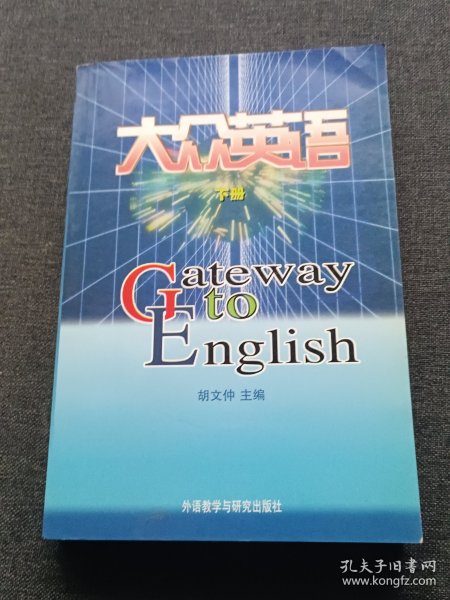 大众英语
下册
Gateway
to
English
胡文仲 主编
外语教学与研究出版社
孔夫子旧书网
www.kongfz.com